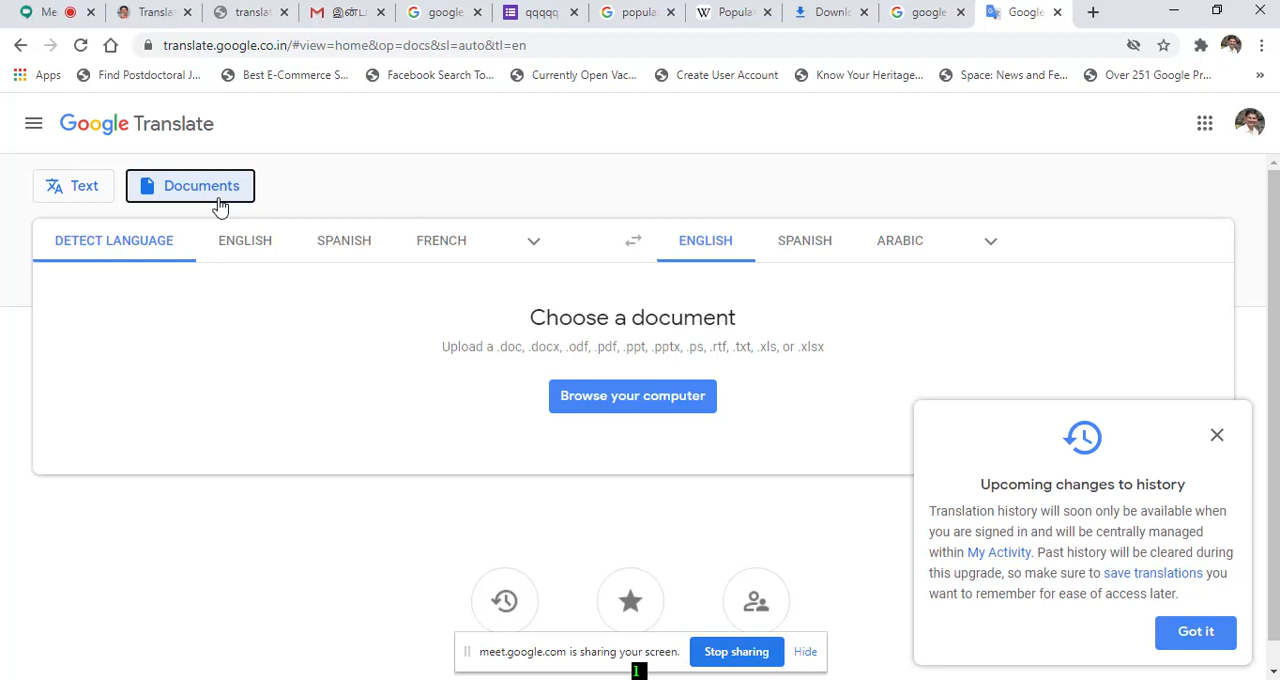 Me
Translat
translat
இண்ட
google
qqqqq
popula
Popula
Downlo
google
Google
translate.google.co.in/#view=home&op=docs&sl=auto&tl=en
Apps
Find Postdoctoral J...
Best E-Commerce S...
Facebook Search To...
Currently Open Vac...
Create User Account
Know Your Heritage...
Space: News and Fe...
Over 251 Google Pr...
»
Google Translate
Text
Documents
DETECT LANGUAGE
ENGLISH
SPANISH
FRENCH
ENGLISH
SPANISH
ARABIC
Choose a document
Upload a .doc, .docx, .odf, .pdf, .ppt, .pptx, .ps, .rtf, .txt, .xls, or .xlsx
Browse your computer
Upcoming changes to history
Translation history will soon only be available when
you are signed in and will be centrally managed
within My Activity. Past history will be cleared during
this upgrade, so make sure to save translations you
want to remember for ease of access later.
Got it
meet.google.com is sharing your screen.
Stop sharing
Hide
1